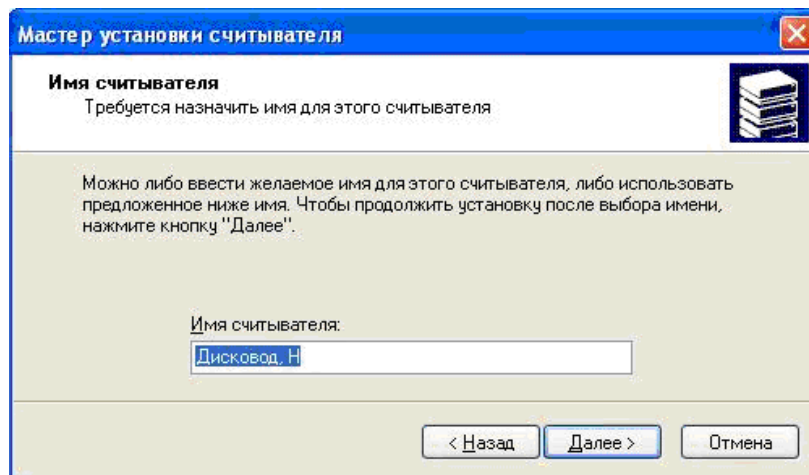 Мастер установки считывателя
Имя считывателя
Требуется назначить имя для этого считывателя
Можно либо ввести желаемое имя для этого считывателя, либо использовать
предложенное ниже имя. Чтобы продолжить установку после выбора имени,
нажмите кнопку "Далее".
Имя считывателя:
Дисковод, H
< Назад Далее > Отмена